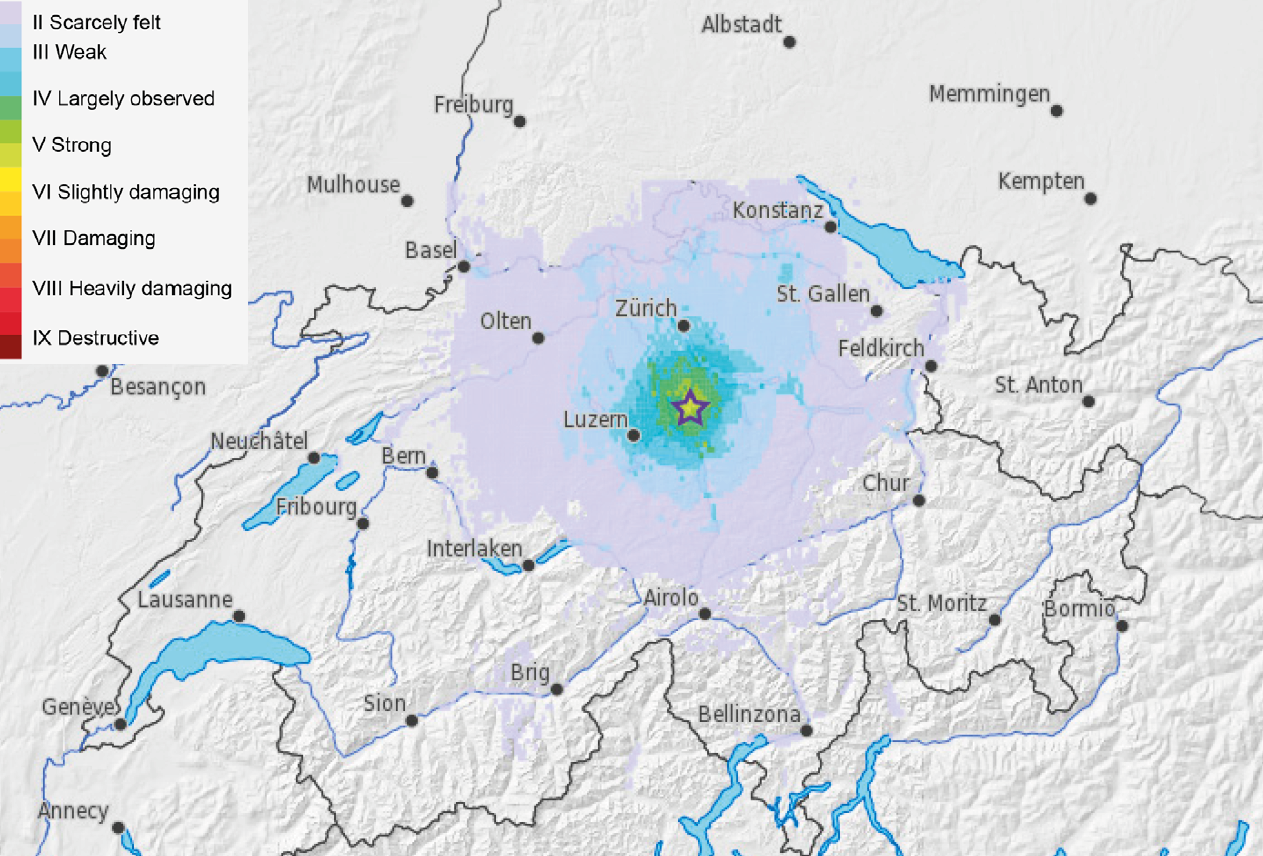 II Scarcely felt
III Weak
IV Largely observed
V Strong
VI Slightly damaging
VII Damaging
VIII Heavily damaging
IX Destructive
Albstadt
Memmingen
Freiburg
Kempten
Mulhouse
Konstanz
Basel
St. Gallen
Zürich
Olten
Feldkirch
St. Anton
Besançon
Luzern
Neuchâtel
Bern
Chur
Fribourg
Interlaken
Lausanne
Airolo
St. Moritz
Bormio
Brig
Sion
Genève
Bellinzona
Annecy